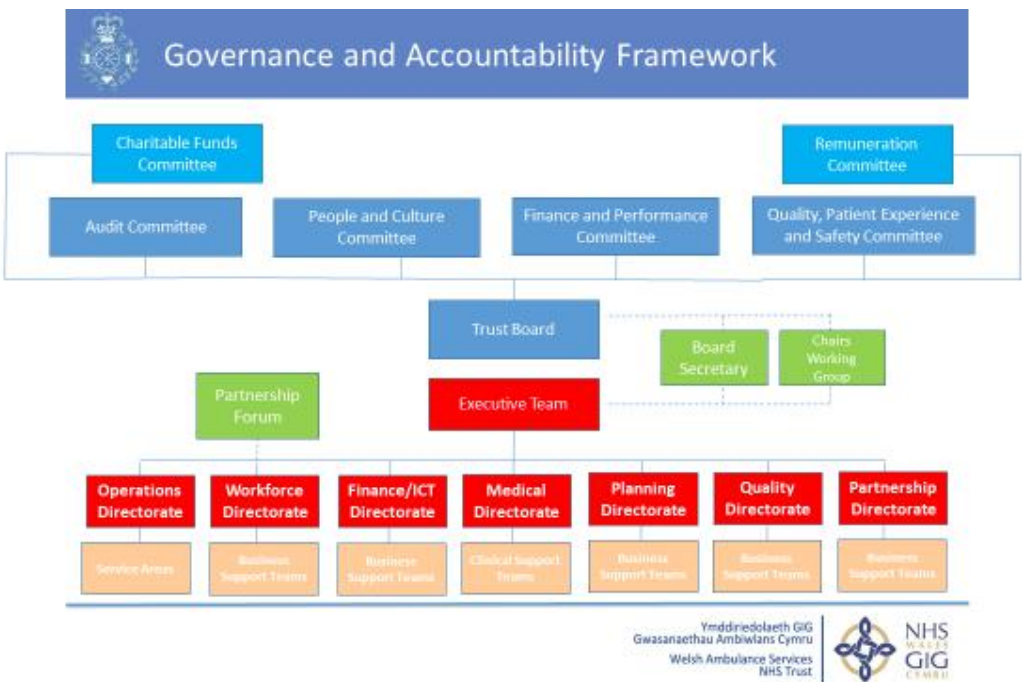 Governance and Accountability Framework
Charitable Funds
Committee
Remuneration
Committee
Audit Committee
People and Culture
Committee
Finance and Performance
Committee
Quality, Patient Experience
and Safety Committee
Trust Board
Board
Secretary
Chairs
Working
Group
Partnership
Forum
Executive Team
Operations
Directorate
Workforce
Directorate
Finance/ICT
Directorate
Medical
Directorate
Planning
Directorate
Quality
Directorate
Partnership
Directorate
Service Areas
Business
Support Teams
Business
Support Teams
Clinical Support
Teams
Business
Support Teams
Business
Support Teams
Business
Support Teams
Ymddiriedolaeth GIG
Gwasanaethau Ambiwlans Cymru
Welsh Ambulance Services
NHS Trust
NHS
WALES
GIG
CYMRU